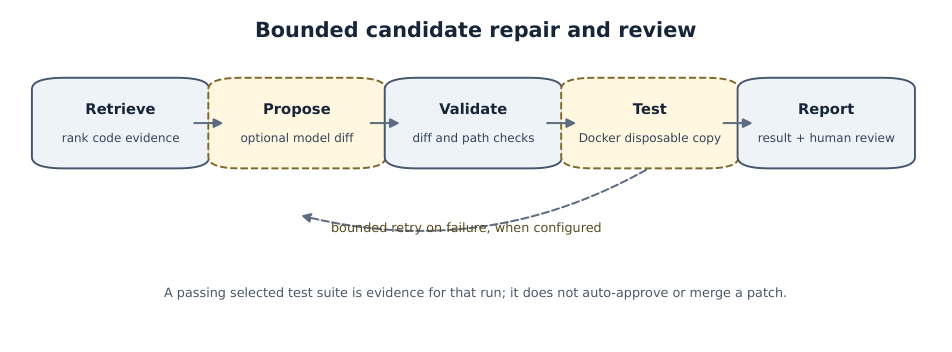 Bounded candidate repair and review
Retrieve
rank code evidence
Propose
optional model diff
Validate
diff and path checks
Test
Docker disposable copy
Report
result + human review
bounded retry on failure, when configured
A passing selected test suite is evidence for that run; it does not auto-approve or merge a patch.